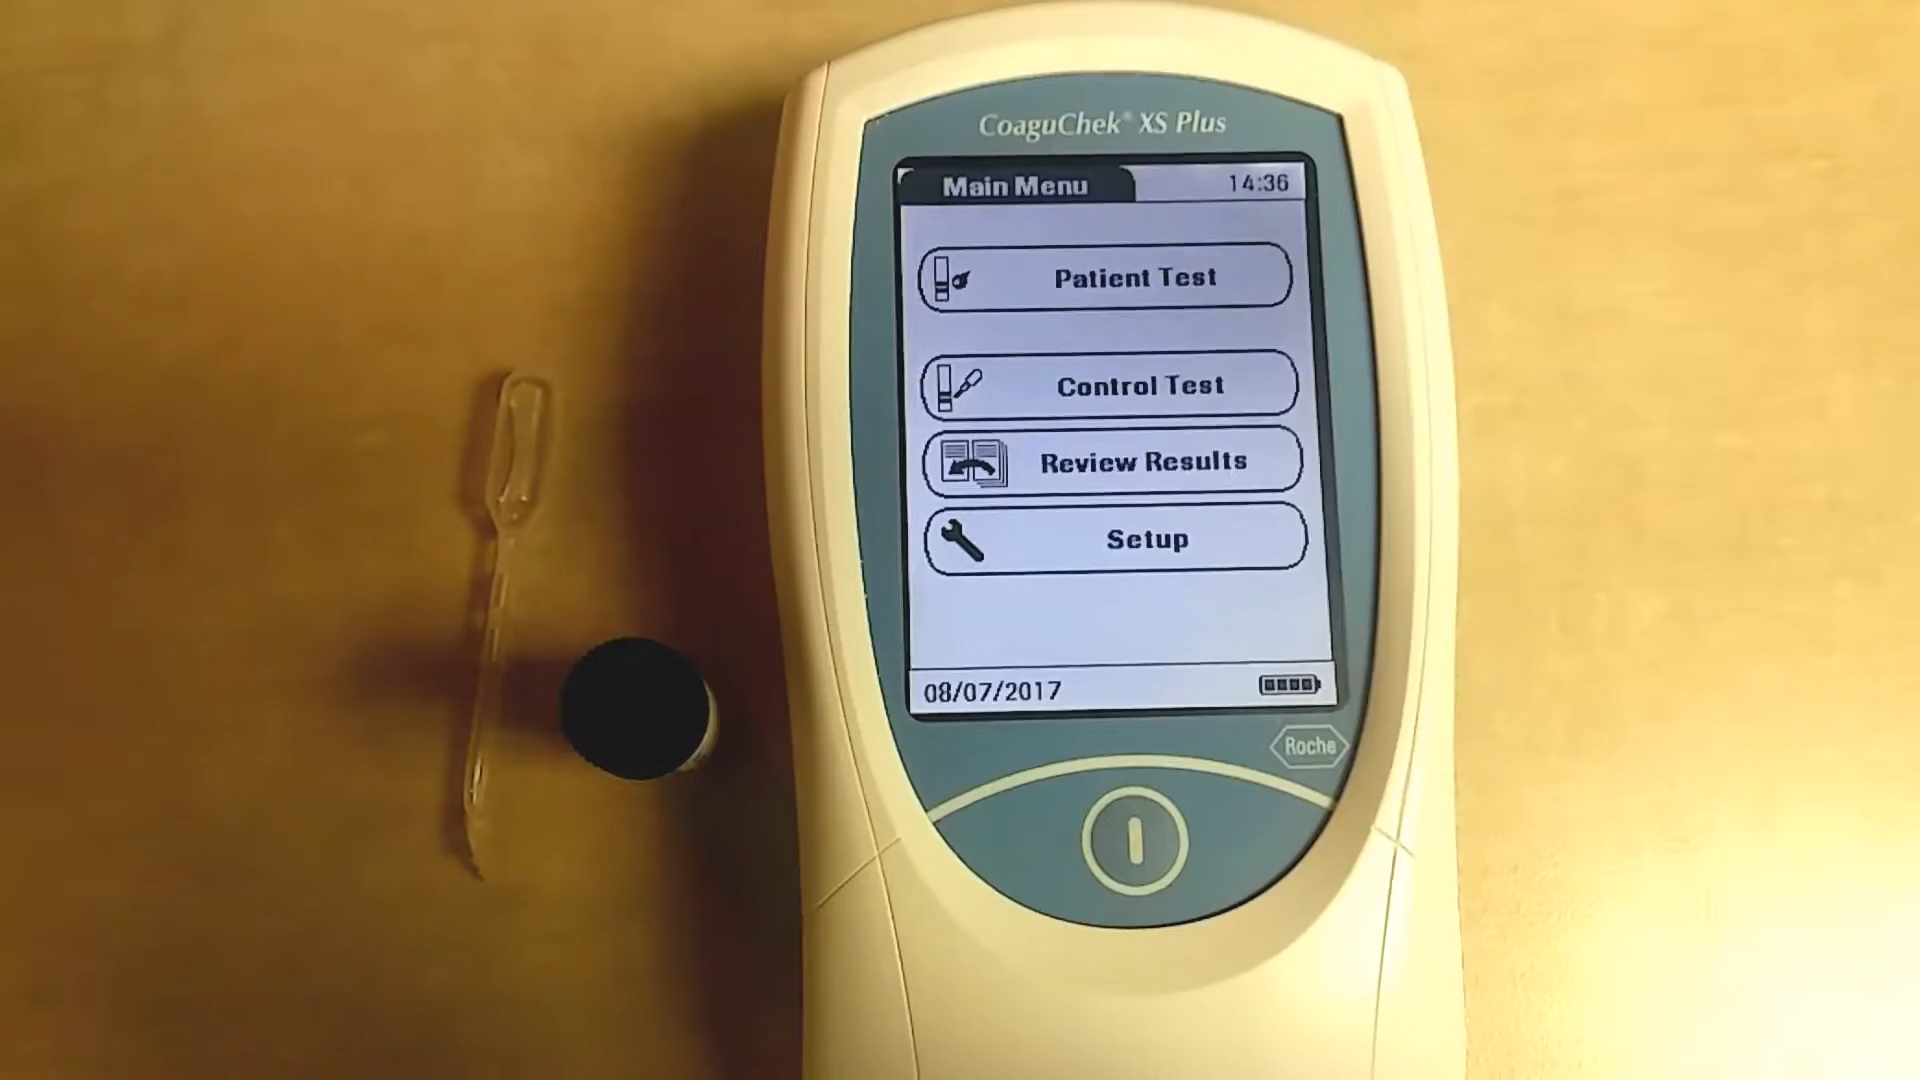 CoaguChek® XS Plus
Main Menu 14:36
Patient Test
Control Test
Review Results
Setup
08/07/2017
Roche